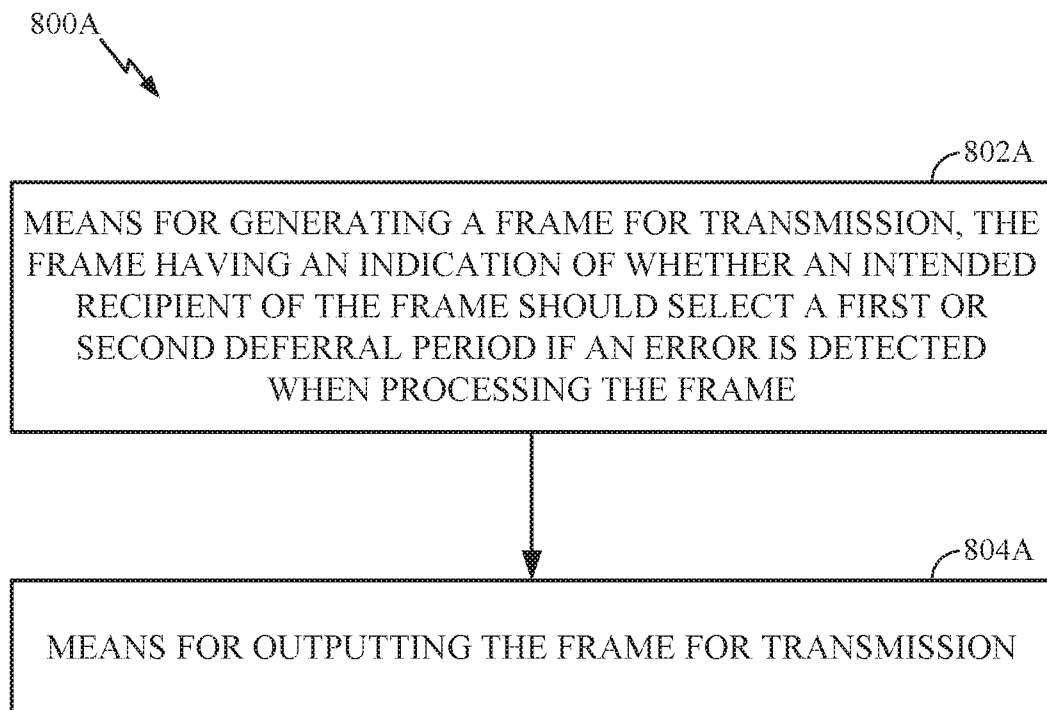 800A
802A
MEANS FOR GENERATING A FRAME FOR TRANSMISSION, THE
FRAME HAVING AN INDICATION OF WHETHER AN INTENDED
RECIPIENT OF THE FRAME SHOULD SELECT A FIRST OR
SECOND DEFERRAL PERIOD IF AN ERROR IS DETECTED
WHEN PROCESSING THE FRAME
804A
MEANS FOR OUTPUTTING THE FRAME FOR TRANSMISSION